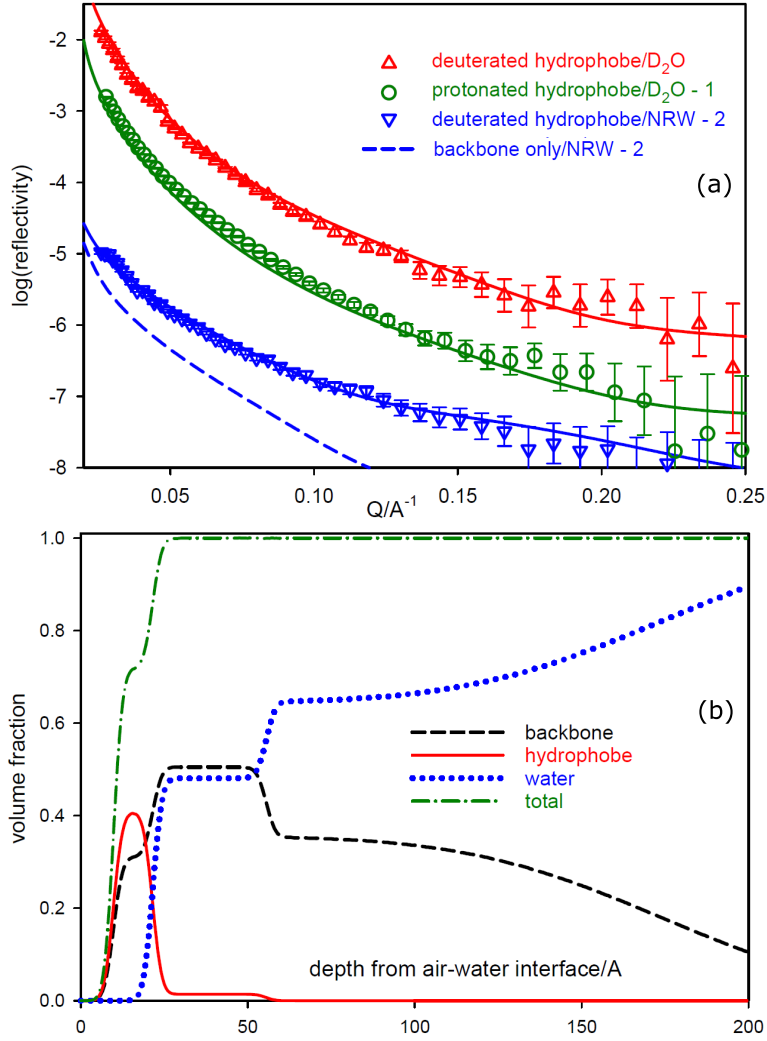 -2
-3
-4
-5
-6
-7
-8
log(reflectivity)
deuterated hydrophobe/D₂O
protonated hydrophobe/D₂O - 1
deuterated hydrophobe/NRW - 2
backbone only/NRW - 2
(a)
0.05 0.10 0.15 0.20 0.25
Q/A⁻¹
1.0
0.8
0.6
0.4
0.2
0.0
volume fraction
(b)
backbone
hydrophobe
water
total
depth from air-water interface/A
0 50 100 150 200